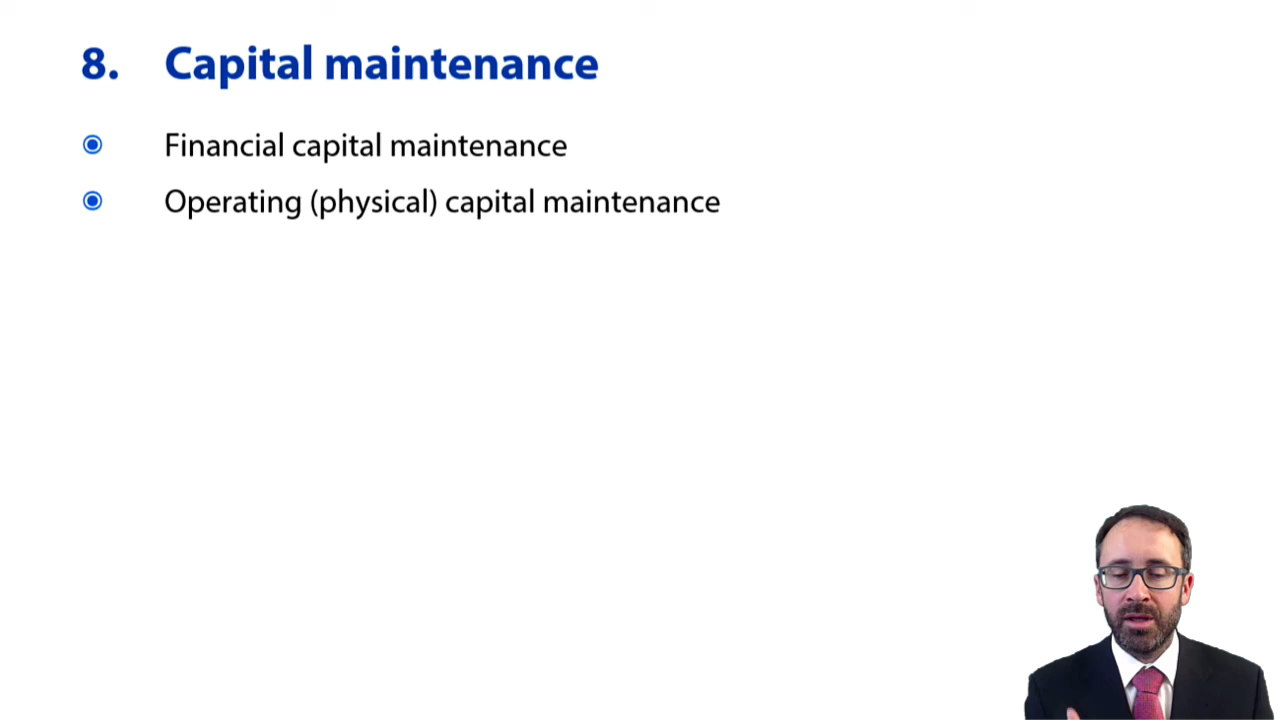 8. Capital maintenance
Financial capital maintenance
Operating (physical) capital maintenance